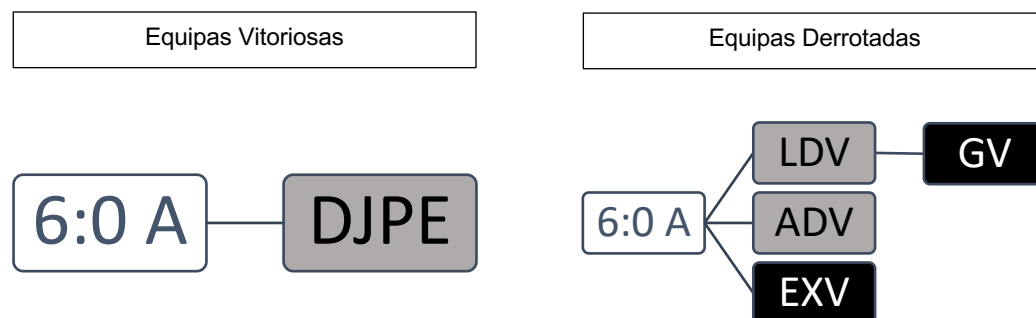 Equipas Vitoriosas
Equipas Derrotadas
6:0 A
DJPE
6:0 A
LDV
GV
ADV
EXV